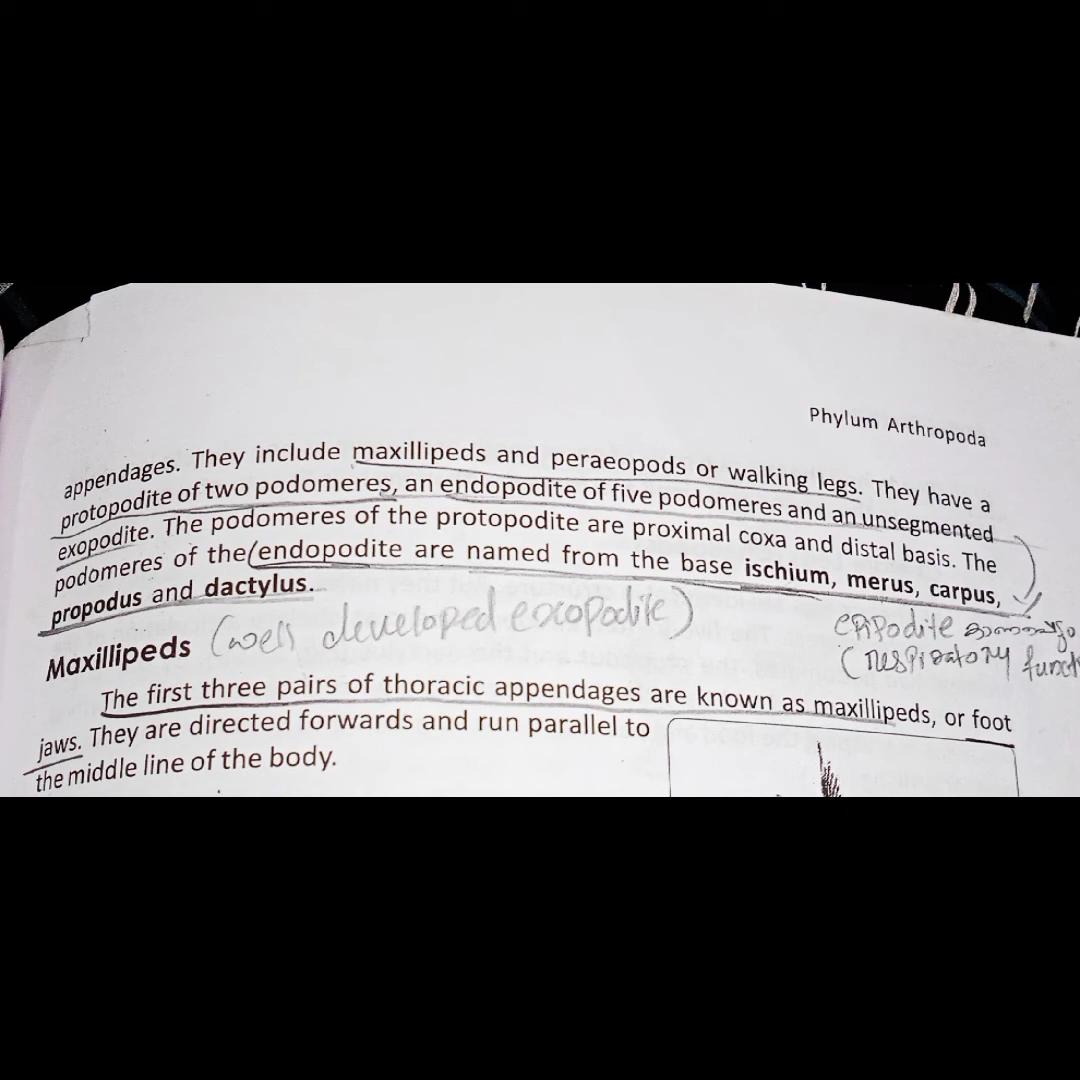 Phylum Arthropoda
appendages. They include maxillipeds and peraeopods or walking legs. They have a
protopodite of two podomeres, an endopodite of five podomeres and an unsegmented
exopodite. The podomeres of the protopodite are proximal coxa and distal basis. The
podomeres of the (endopodite are named from the base ischium, merus, carpus,
propodus and dactylus.
epipodite
(respiratory
Maxillipeds (well developed exopodite)
The first three pairs of thoracic appendages are known as maxillipeds, or foot
jaws. They are directed forwards and run parallel to
the middle line of the body.